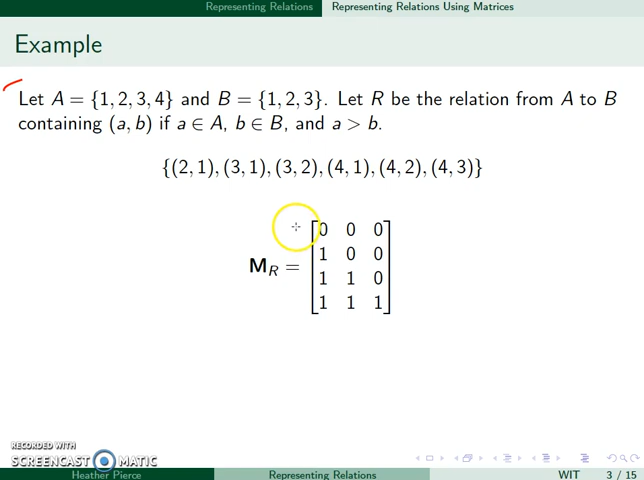 Representing Relations Representing Relations Using Matrices
Example
Let A = {1, 2, 3, 4} and B = {1, 2, 3}. Let R be the relation from A to B
containing (a, b) if a ∈ A, b ∈ B, and a > b.
{(2, 1), (3, 1), (3, 2), (4, 1), (4, 2), (4, 3)}
0 0 0
1 0 0
M_R =
1 1 0
1 1 1
RECORDED WITH
SCREENCAST MATIC
Heather Pierce Representing Relations WIT 3 / 15